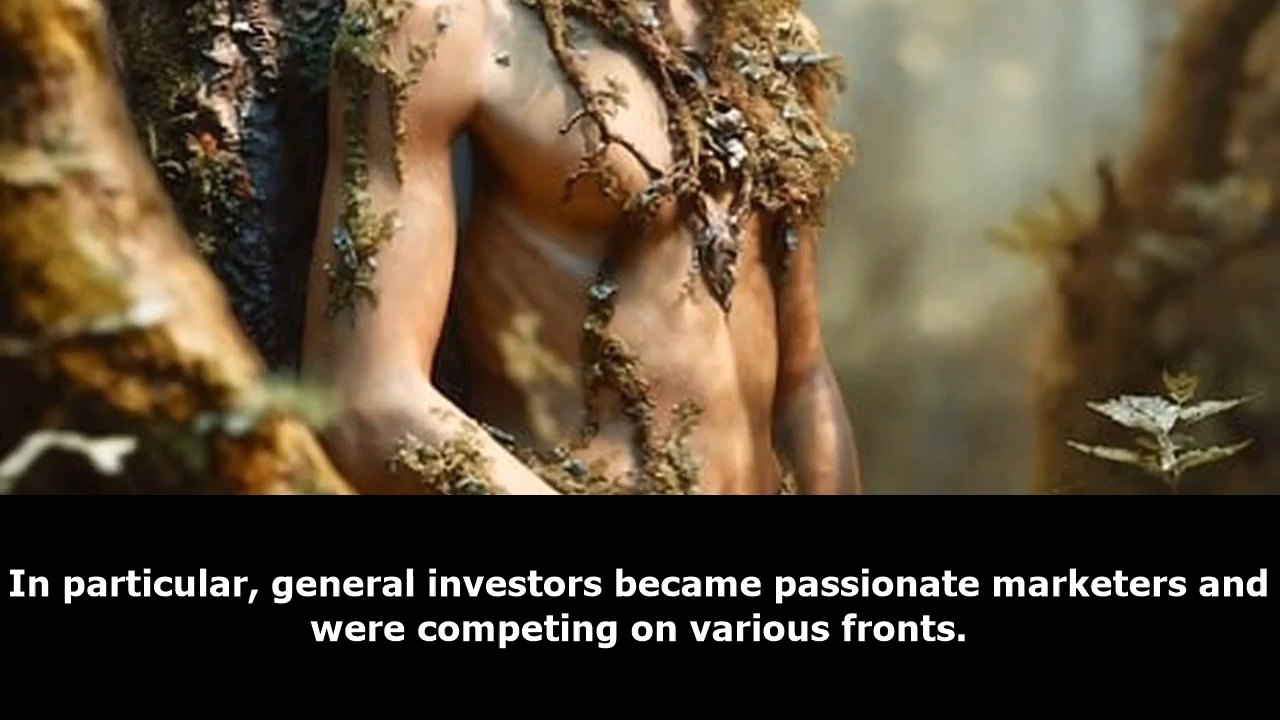 In particular, general investors became passionate marketers and
were competing on various fronts.